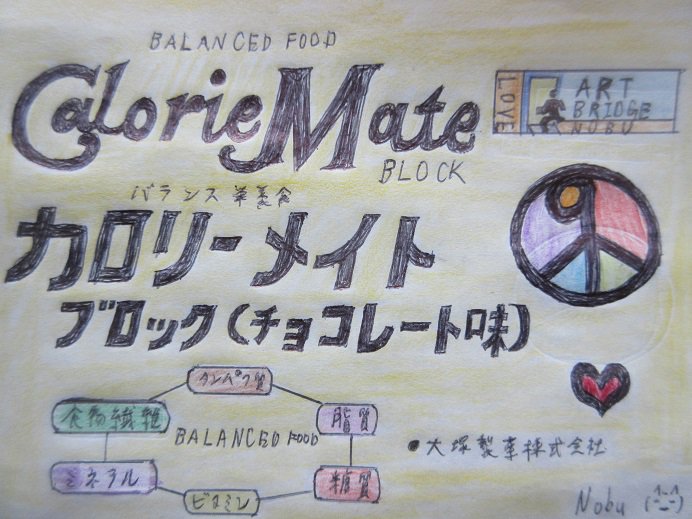 BALANCED FOOD
CalorieMate
BLOCK
LOVE
ART
BRIDGE
NOBU
バランス栄養食
カロリーメイト
ブロック(チョコレート味)
タンパク質
食物繊維
脂質
BALANCED FOOD
ミネラル
糖質
ビタミン
●大塚製薬株式会社
Nobu (^-^)